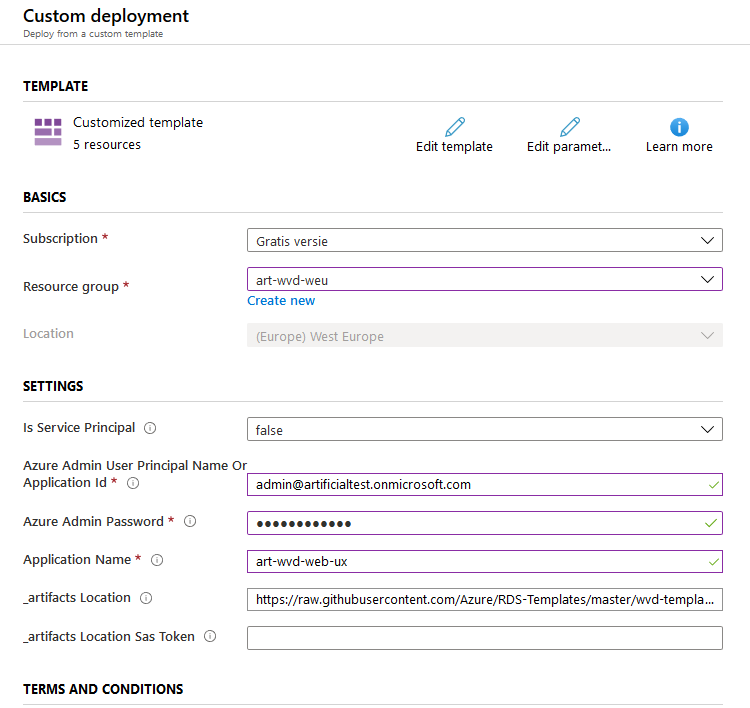 Custom deployment
Deploy from a custom template
TEMPLATE
Customized template
5 resources
Edit template
Edit paramet...
Learn more
BASICS
Subscription *
Gratis versie
Resource group *
art-wvd-weu
Create new
Location
(Europe) West Europe
SETTINGS
Is Service Principal
false
Azure Admin User Principal Name Or
Application Id *
admin@artificialtest.onmicrosoft.com
Azure Admin Password *
●●●●●●●●●●●●
Application Name *
art-wvd-web-ux
_artifacts Location
https://raw.githubusercontent.com/Azure/RDS-Templates/master/wvd-templa...
_artifacts Location Sas Token
TERMS AND CONDITIONS